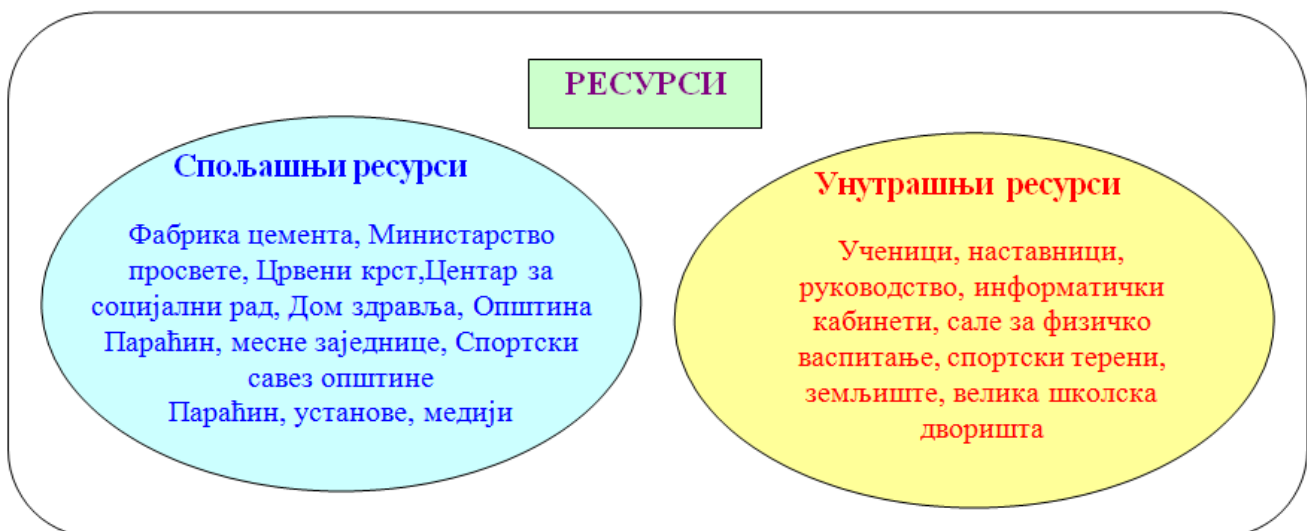 РЕСУРСИ
Спољашњи ресурси
Фабрика цемента, Министарство
просвете, Црвени крст,Центар за
социјални рад, Дом здравља, Општина
Параћин, месне заједнице, Спортски
савез општине
Параћин, установе, медији
Унутрашњи ресурси
Ученици, наставници,
руководство, информатички
кабинети, сале за физичко
васпитање, спортски терени,
земљиште, велика школска
дворишта